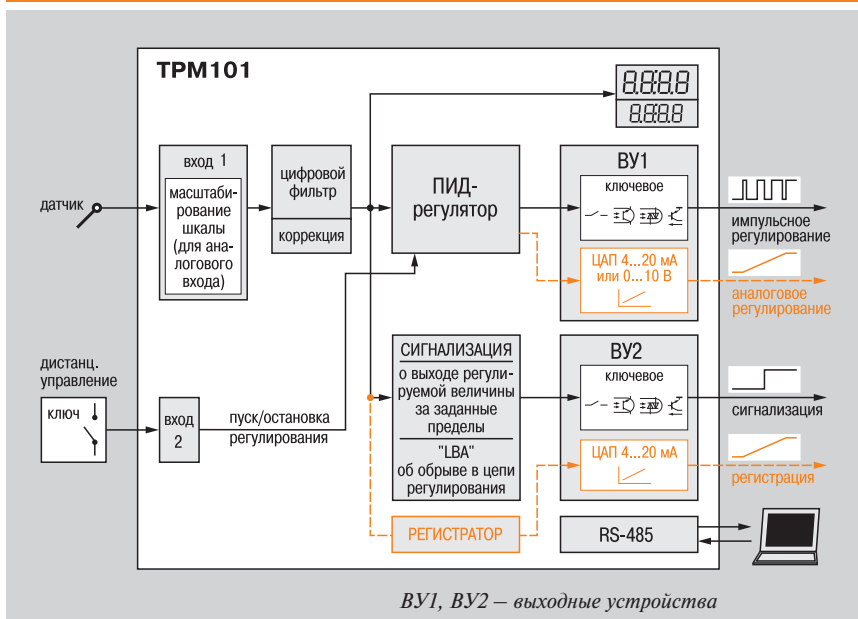 ТРМ101
8.8.8.8
8.8.8.8
датчик
вход 1
масштаби-
рование
шкалы
(для ана-
логового
входа)
цифровой
фильтр
коррекция
ПИД-
регулятор
ВУ1
ключевое
ЦАП 4...20 мА
или 0...10 В
импульсное
регулирование
аналоговое
регулирование
дистанц.
управление
ключ
вход
2
пуск/остановка
регулирования
СИГНАЛИЗАЦИЯ
о выходе регули-
руемой величины
за заданные
пределы
"LBA"
об обрыве в цепи
регулирования
РЕГИСТРАТОР
ВУ2
ключевое
ЦАП 4...20 мА
сигнализация
регистрация
RS-485
ВУ1, ВУ2 – выходные устройства